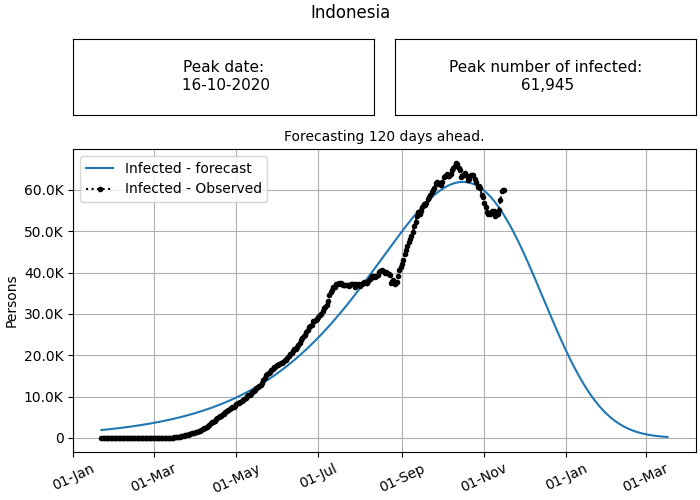 Indonesia
Peak date:
16-10-2020
Peak number of infected:
61,945
Forecasting 120 days ahead.
Infected - forecast
Infected - Observed
Persons
60.0K
50.0K
40.0K
30.0K
20.0K
10.0K
0
01-Jan
01-Mar
01-May
01-Jul
01-Sep
01-Nov
01-Jan
01-Mar